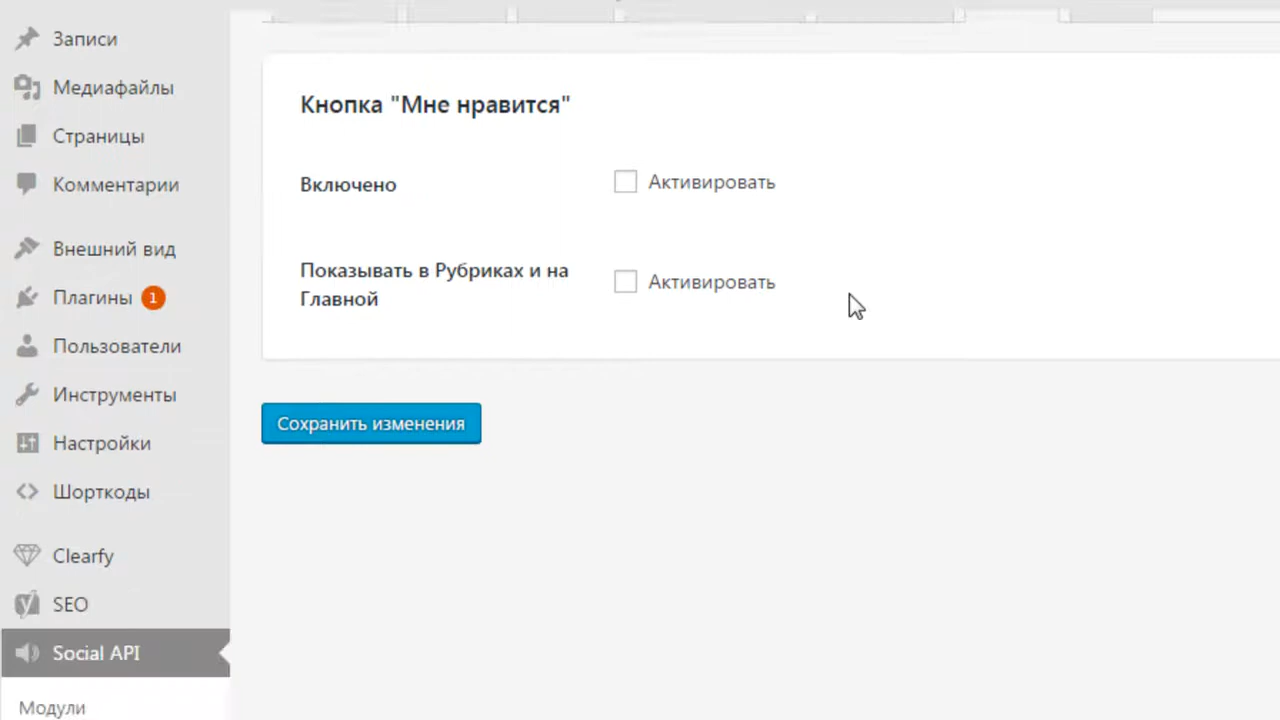 Записи
Медиафайлы
Страницы
Комментарии
Внешний вид
Плагины 1
Пользователи
Инструменты
Настройки
Шорткоды
Clearfy
SEO
Social API
Модули
Кнопка "Мне нравится"
Включено
Активировать
Показывать в Рубриках и на
Главной
Активировать
Сохранить изменения